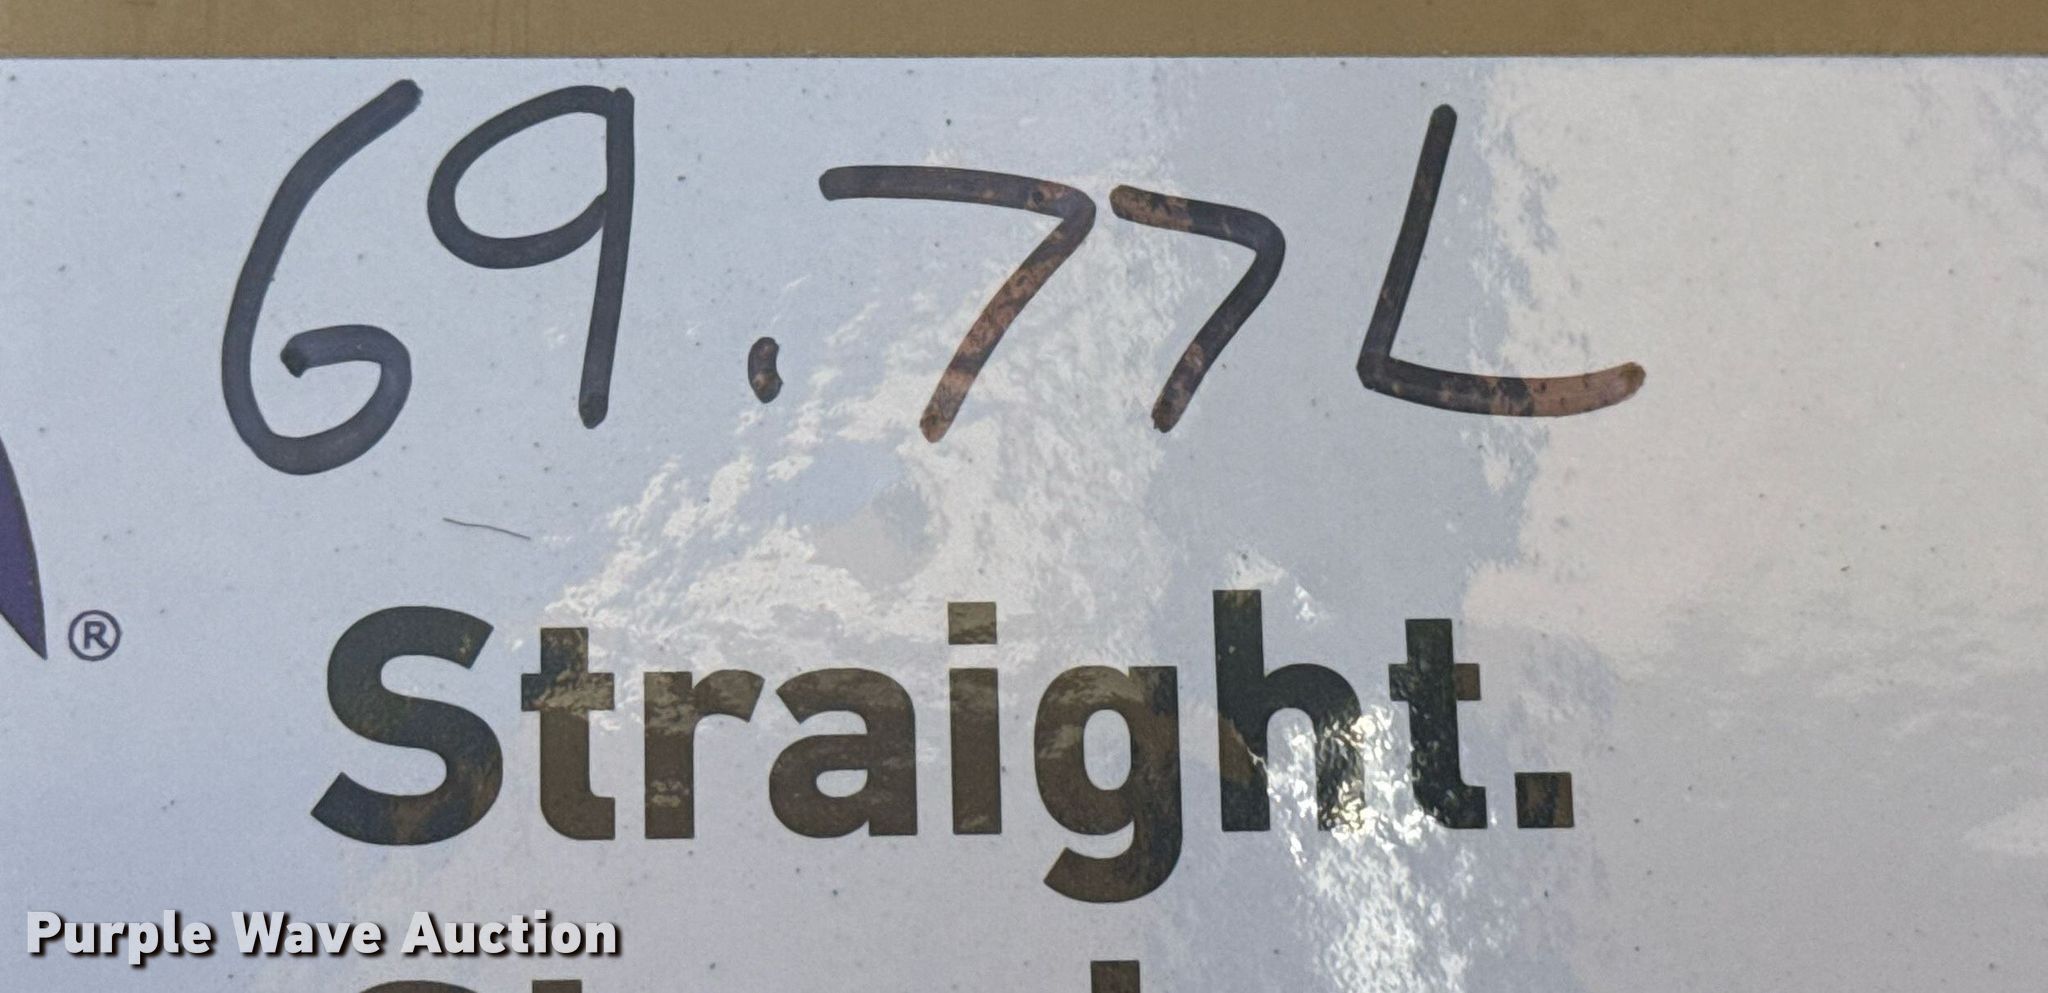 69.77L
®
Straight.
Purple Wave Auction